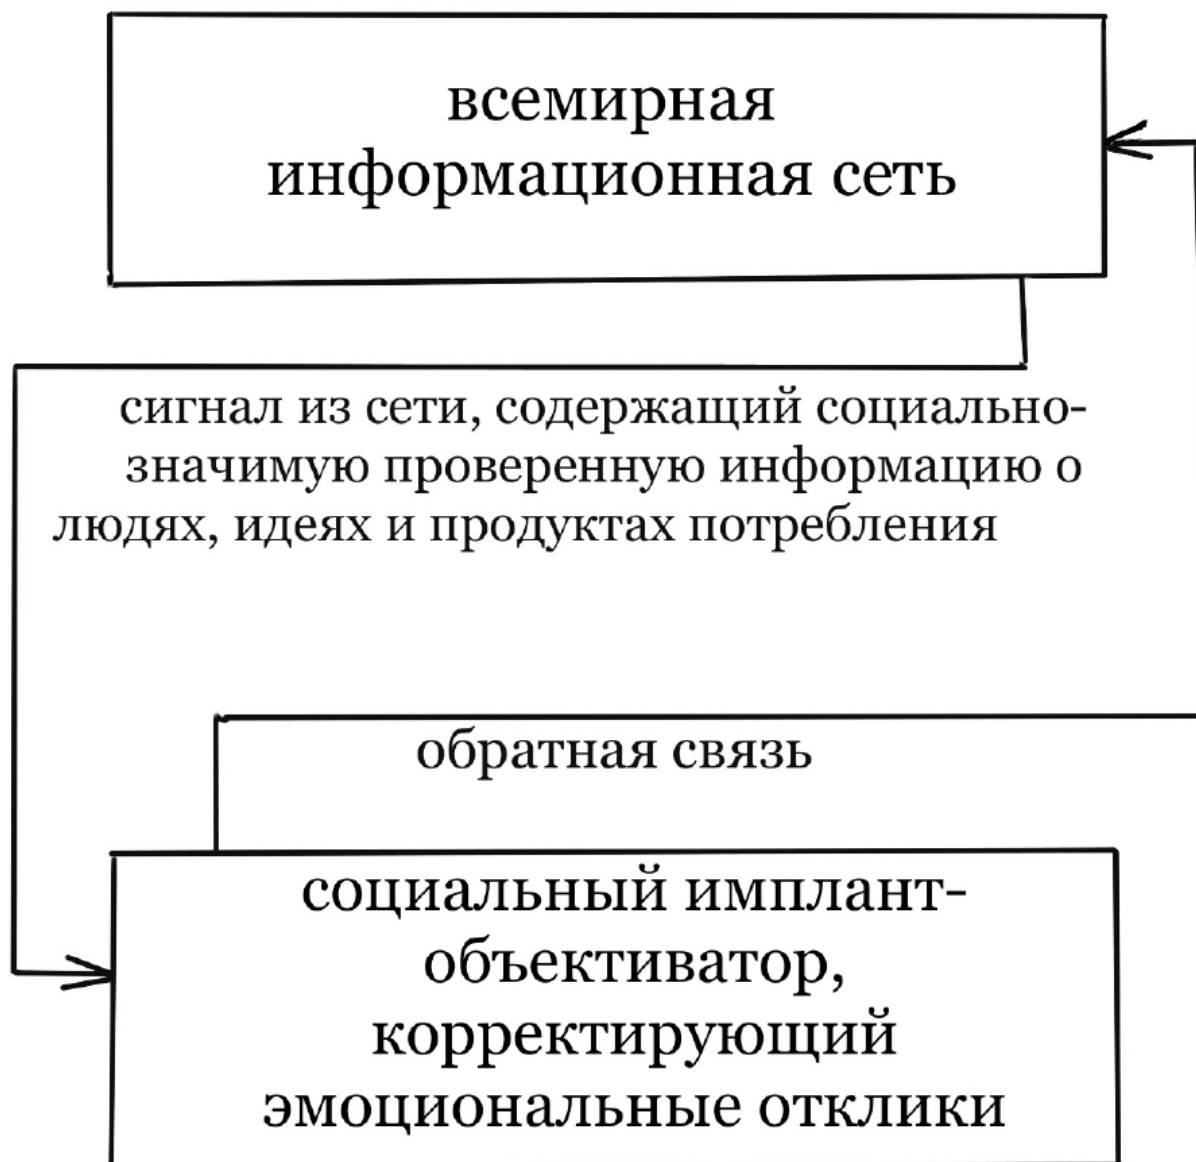 всемирная
информационная сеть
сигнал из сети, содержащий социально-
значимую проверенную информацию о
людях, идеях и продуктах потребления
обратная связь
социальный имплант-
объективатор,
корректирующий
эмоциональные отклики